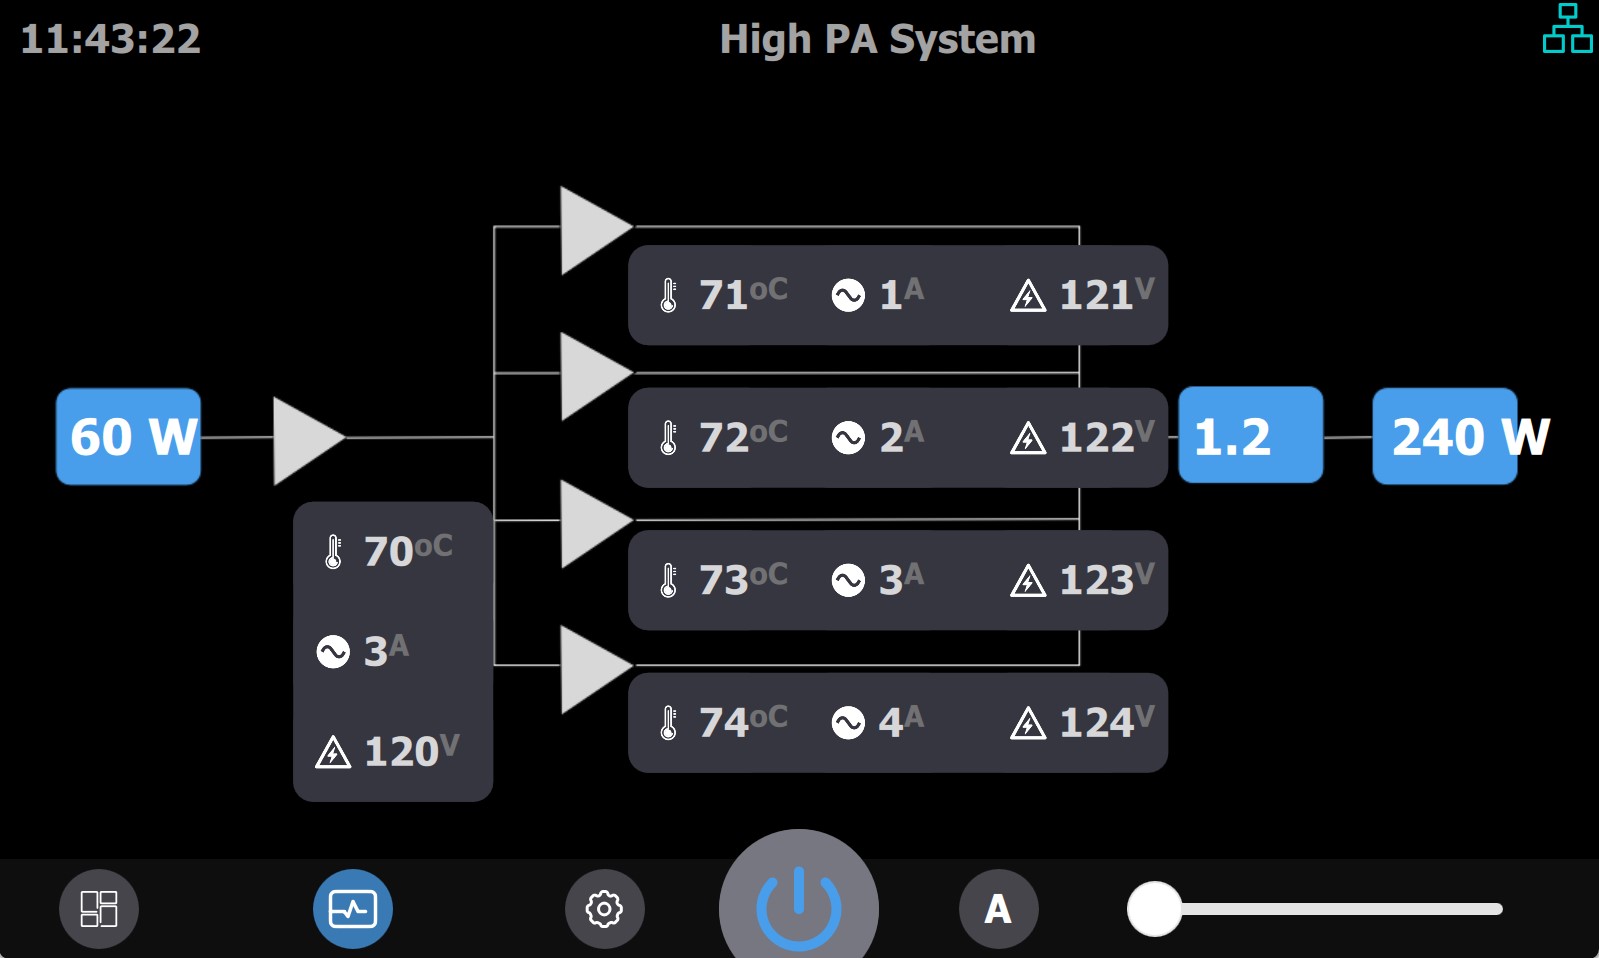 11:43:22
High PA System
71oC 1A 121V
72oC 2A 122V
60 W
1.2
240 W
70oC
3A
120V
73oC 3A 123V
74oC 4A 124V
A